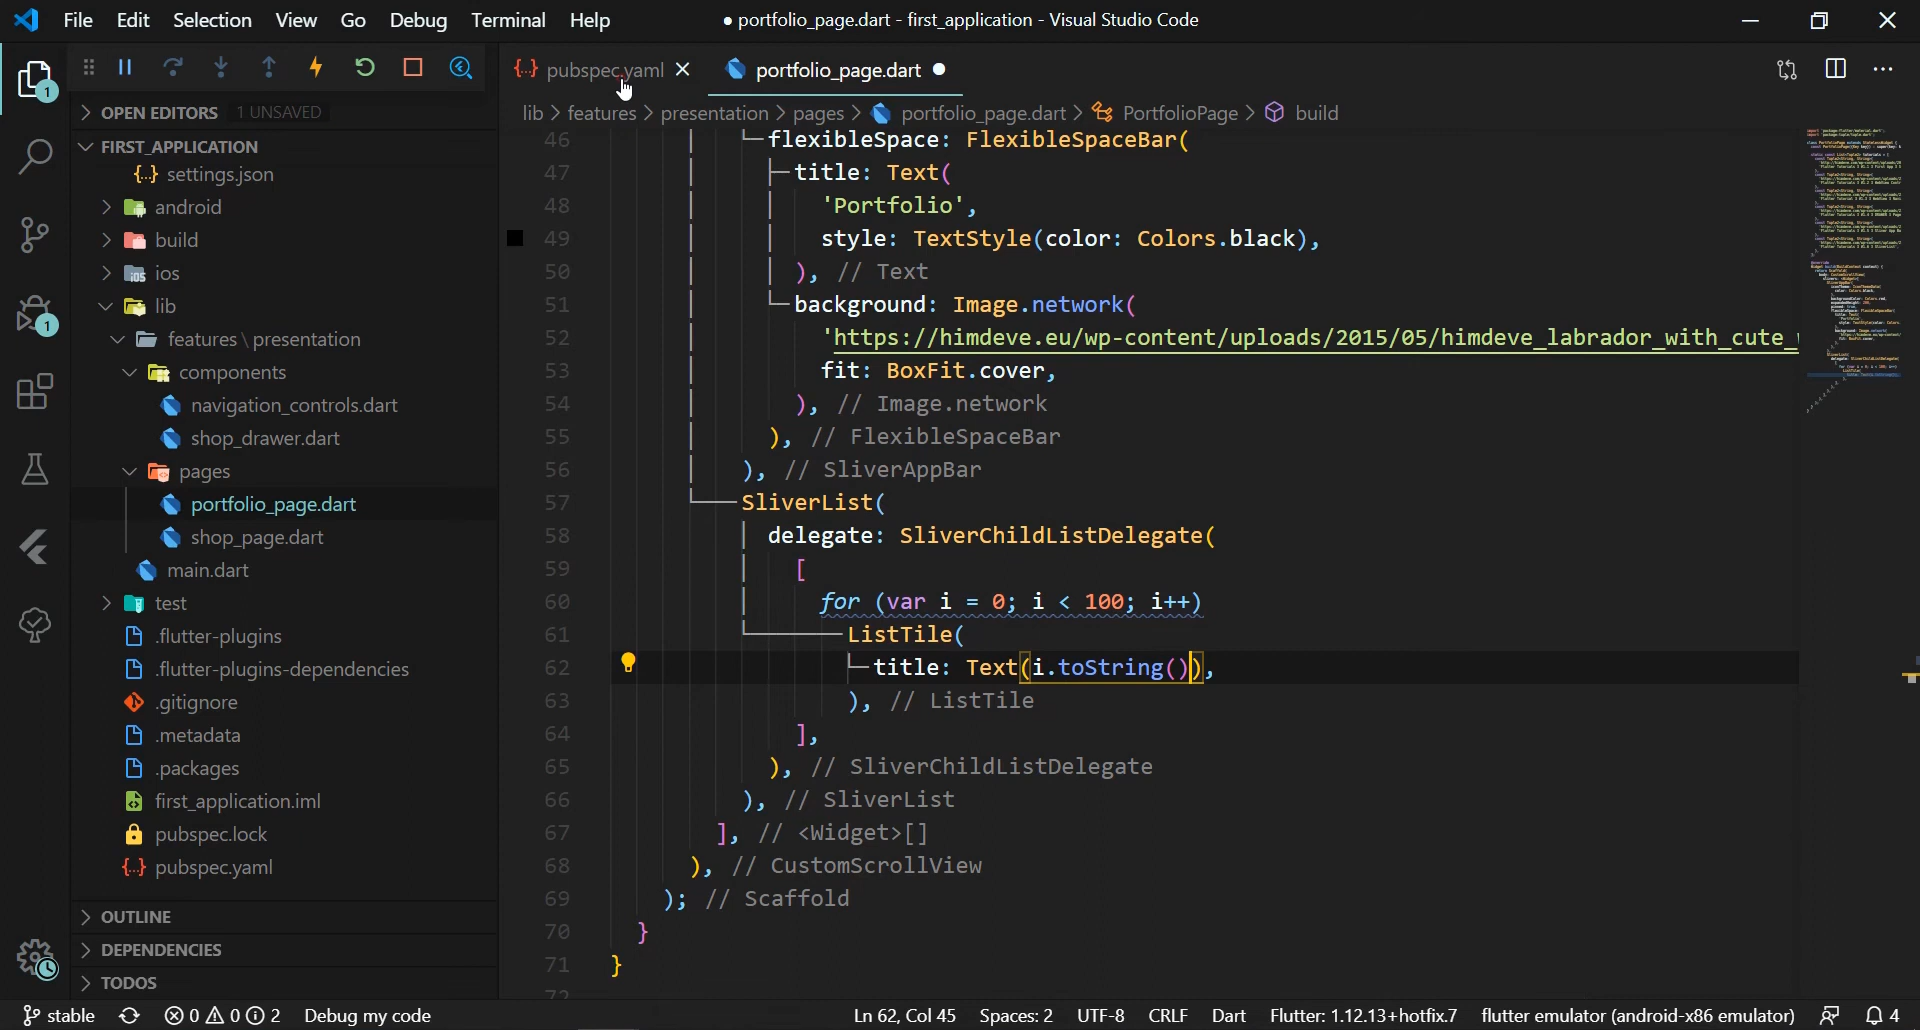 File Edit Selection View Go Debug Terminal Help
● portfolio_page.dart - first_application - Visual Studio Code
1
pubspec.yaml
portfolio_page.dart
OPEN EDITORS 1 UNSAVED
lib > features > presentation > pages > portfolio_page.dart > PortfolioPage > build
FIRST_APPLICATION
settings.json
android
build
ios
lib
1
features \ presentation
components
navigation_controls.dart
shop_drawer.dart
pages
portfolio_page.dart
shop_page.dart
main.dart
test
.flutter-plugins
.flutter-plugins-dependencies
.gitignore
.metadata
.packages
first_application.iml
pubspec.lock
pubspec.yaml
OUTLINE
DEPENDENCIES
TODOS
46 flexibleSpace: FlexibleSpaceBar(
47 title: Text(
48 'Portfolio',
49 style: TextStyle(color: Colors.black),
50 ), // Text
51 background: Image.network(
52 'https://himdeve.eu/wp-content/uploads/2015/05/himdeve_labrador_with_cute_
53 fit: BoxFit.cover,
54 ), // Image.network
55 ), // FlexibleSpaceBar
56 ), // SliverAppBar
57 SliverList(
58 delegate: SliverChildListDelegate(
59 [
60 for (var i = 0; i < 100; i++)
61 ListTile(
62 title: Text(i.toString()),
63 ), // ListTile
64 ],
65 ), // SliverChildListDelegate
66 ), // SliverList
67 ], // <Widget>[]
68 ), // CustomScrollView
69 ); // Scaffold
70 }
71 }
72
stable 0 0 2 Debug my code Ln 62, Col 45 Spaces: 2 UTF-8 CRLF Dart Flutter: 1.12.13+hotfix.7 flutter emulator (android-x86 emulator) 4